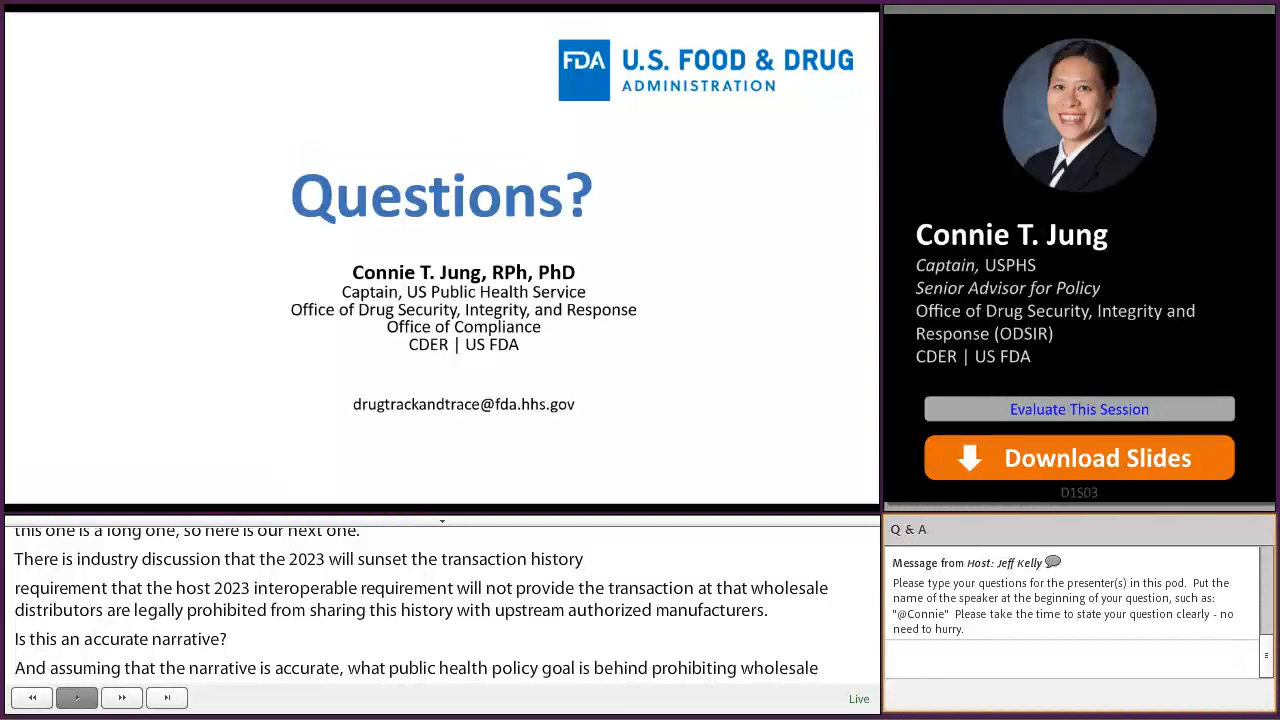 FDA U.S. FOOD & DRUG
ADMINISTRATION
Questions?
Connie T. Jung, RPh, PhD
Captain, US Public Health Service
Office of Drug Security, Integrity, and Response
Office of Compliance
CDER | US FDA
drugtrackandtrace@fda.hhs.gov
Connie T. Jung
Captain, USPHS
Senior Advisor for Policy
Office of Drug Security, Integrity and
Response (ODSIR)
CDER | US FDA
Evaluate This Session
Download Slides
D1S03
this one is a long one, so here is our next one.
There is industry discussion that the 2023 will sunset the transaction history
requirement that the host 2023 interoperable requirement will not provide the transaction at that wholesale
distributors are legally prohibited from sharing this history with upstream authorized manufacturers.
Is this an accurate narrative?
And assuming that the narrative is accurate, what public health policy goal is behind prohibiting wholesale
Live
Q & A
Message from Host: Jeff Kelly
Please type your questions for the presenter(s) in this pod. Put the
name of the speaker at the beginning of your question, such as:
"@Connie" Please take the time to state your question clearly - no
need to hurry.